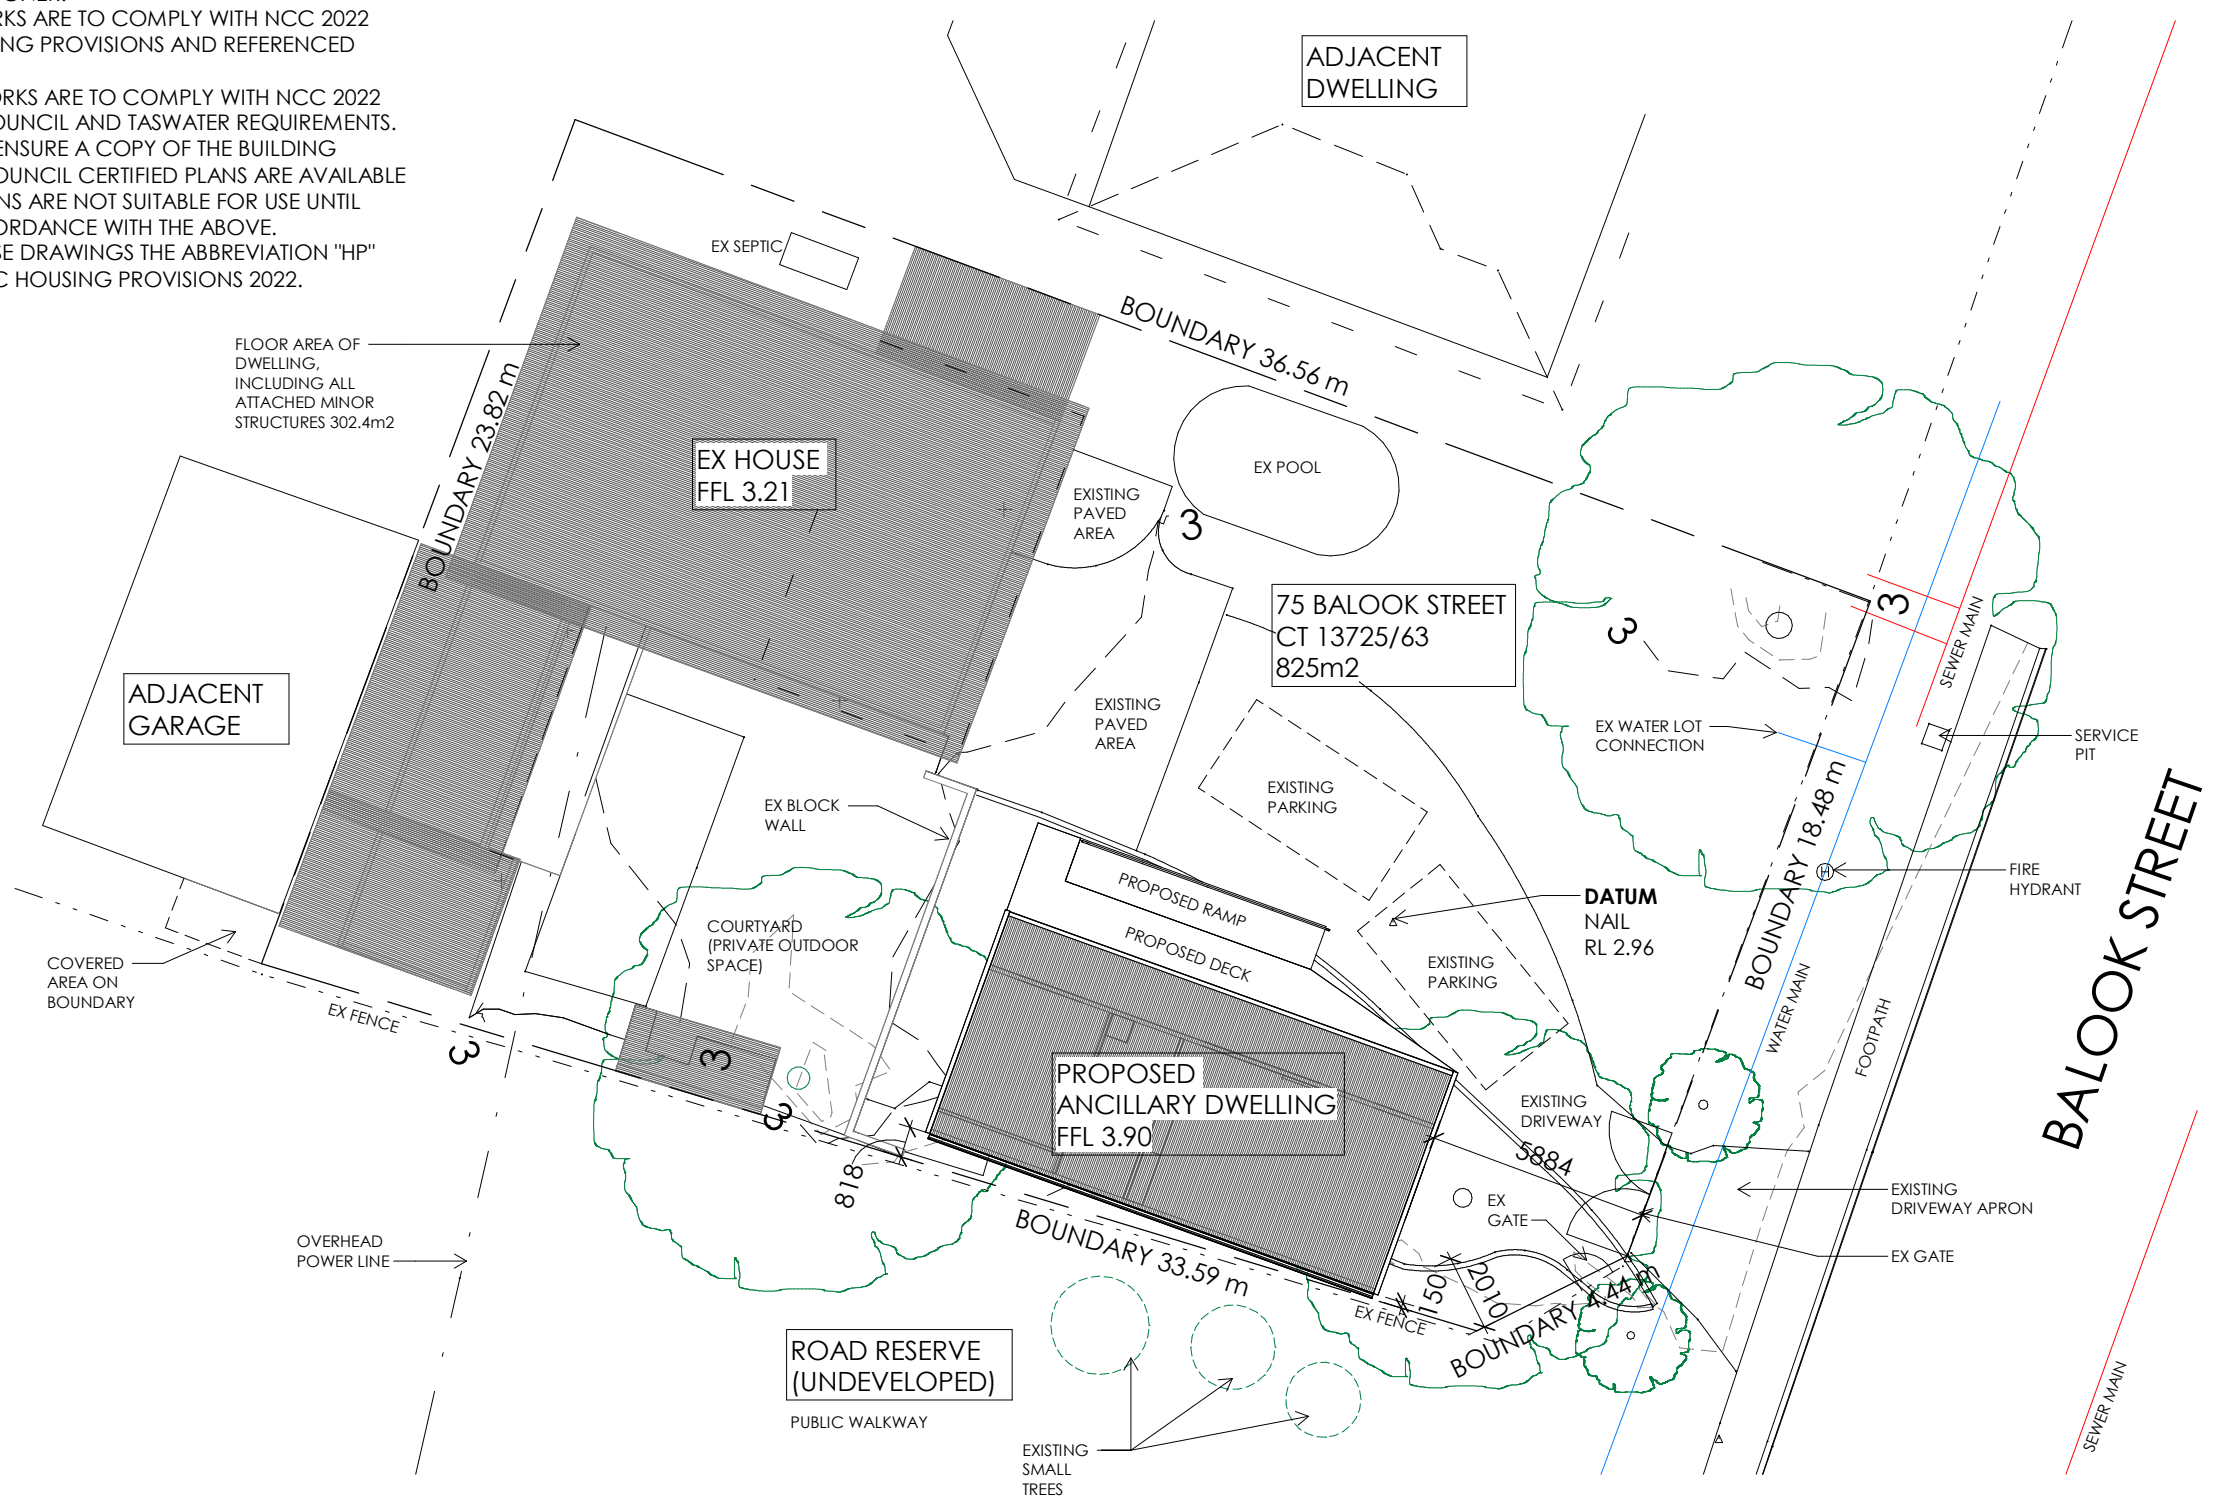 RKS ARE TO COMPLY WITH NCC 2022
NG PROVISIONS AND REFERENCED
ORKS ARE TO COMPLY WITH NCC 2022
OUNCIL AND TASWATER REQUIREMENTS.
ENSURE A COPY OF THE BUILDING
OUNCIL CERTIFIED PLANS ARE AVAILABLE
NS ARE NOT SUITABLE FOR USE UNTIL
ORDANCE WITH THE ABOVE.
SE DRAWINGS THE ABBREVIATION "HP"
C HOUSING PROVISIONS 2022.
ADJACENT
DWELLING
EX SEPTIC
BOUNDARY 36.56 m
FLOOR AREA OF
DWELLING,
INCLUDING ALL
ATTACHED MINOR
STRUCTURES 302.4m2
BOUNDARY 23.82 m
EX HOUSE
FFL 3.21
EX POOL
EXISTING
PAVED
AREA
3
75 BALOOK STREET
CT 13725/63
825m2
3
3
SEWER MAIN
ADJACENT
GARAGE
EXISTING
PAVED
AREA
EX WATER LOT
CONNECTION
SERVICE
PIT
EXISTING
PARKING
EX BLOCK
WALL
BOUNDARY 18.48 m
FIRE
HYDRANT
H
BALOOK STREET
PROPOSED RAMP
PROPOSED DECK
DATUM
NAIL
RL 2.96
COURTYARD
(PRIVATE OUTDOOR
SPACE)
EXISTING
PARKING
COVERED
AREA ON
BOUNDARY
EX FENCE
3
3
3
WATER MAIN
FOOTPATH
PROPOSED
ANCILLARY DWELLING
FFL 3.90
EXISTING
DRIVEWAY
5884
818
EX
GATE
EXISTING
DRIVEWAY APRON
EX GATE
OVERHEAD
POWER LINE
BOUNDARY 33.59 m
150
2010
EX FENCE
BOUNDARY 4.44 m
ROAD RESERVE
(UNDEVELOPED)
PUBLIC WALKWAY
EXISTING
SMALL
TREES
SEWER MAIN